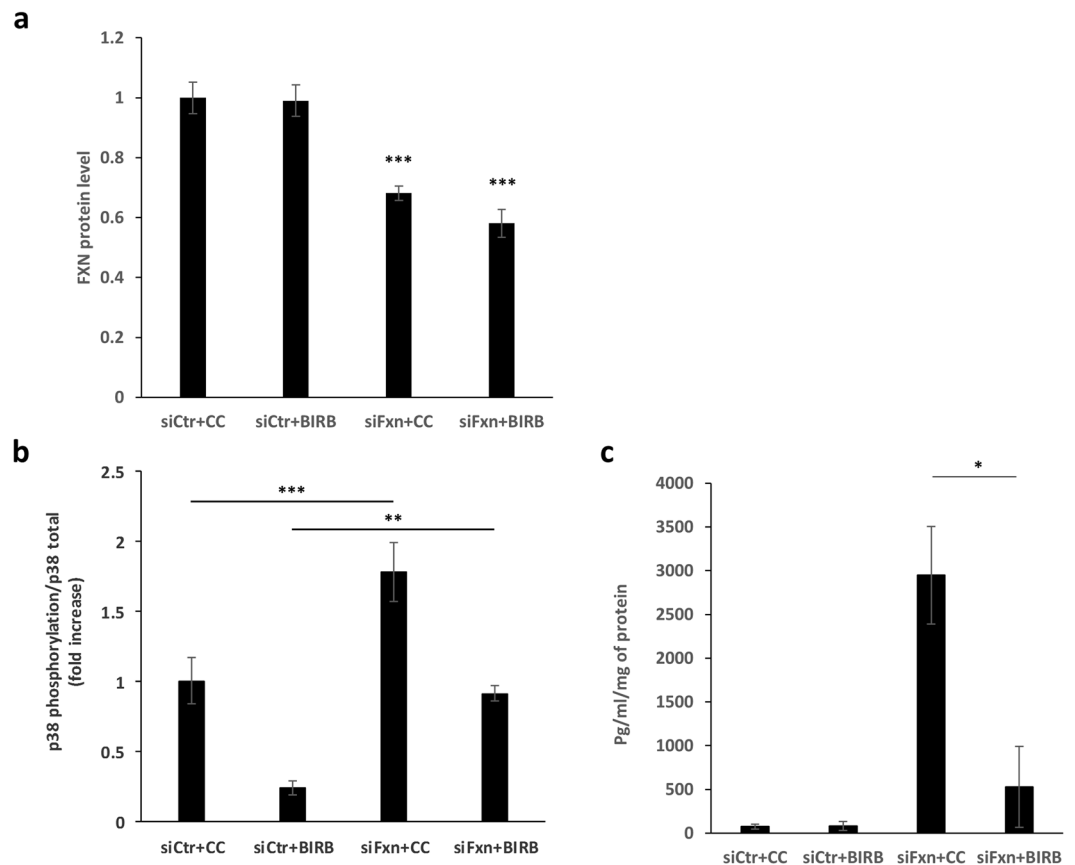 a
1.2
1
0.8
0.6
0.4
0.2
0
FXN protein level
***
***
siCtr+CC siCtr+BIRB siFxn+CC siFxn+BIRB
b
2.5
2
1.5
1
0.5
0
p38 phosphorylation/p38 total
(fold increase)
***
**
siCtr+CC siCtr+BIRB siFxn+CC siFxn+BIRB
c
4000
3500
3000
2500
2000
1500
1000
500
0
Pg/ml/mg of protein
*
siCtr+CC siCtr+BIRB siFxn+CC siFxn+BIRB